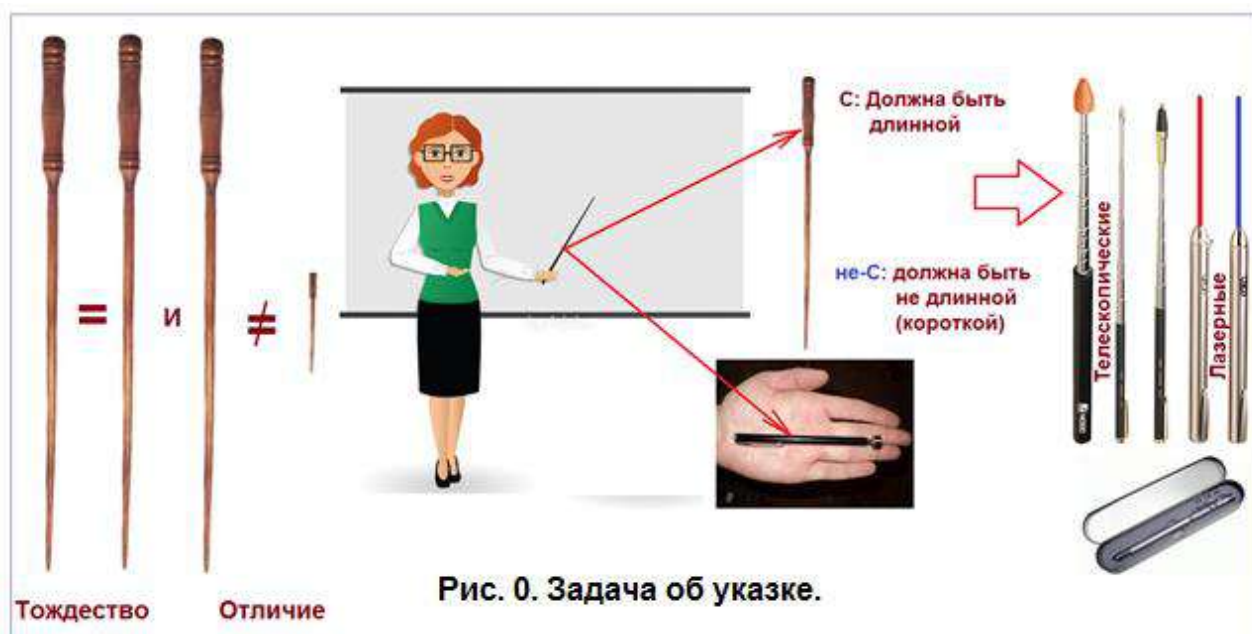 = и ≠
Тождество
Отличие
С: Должна быть
длинной
не-С: должна быть
не длинной
(короткой)
Телескопические
Лазерные
Рис. 0. Задача об указке.